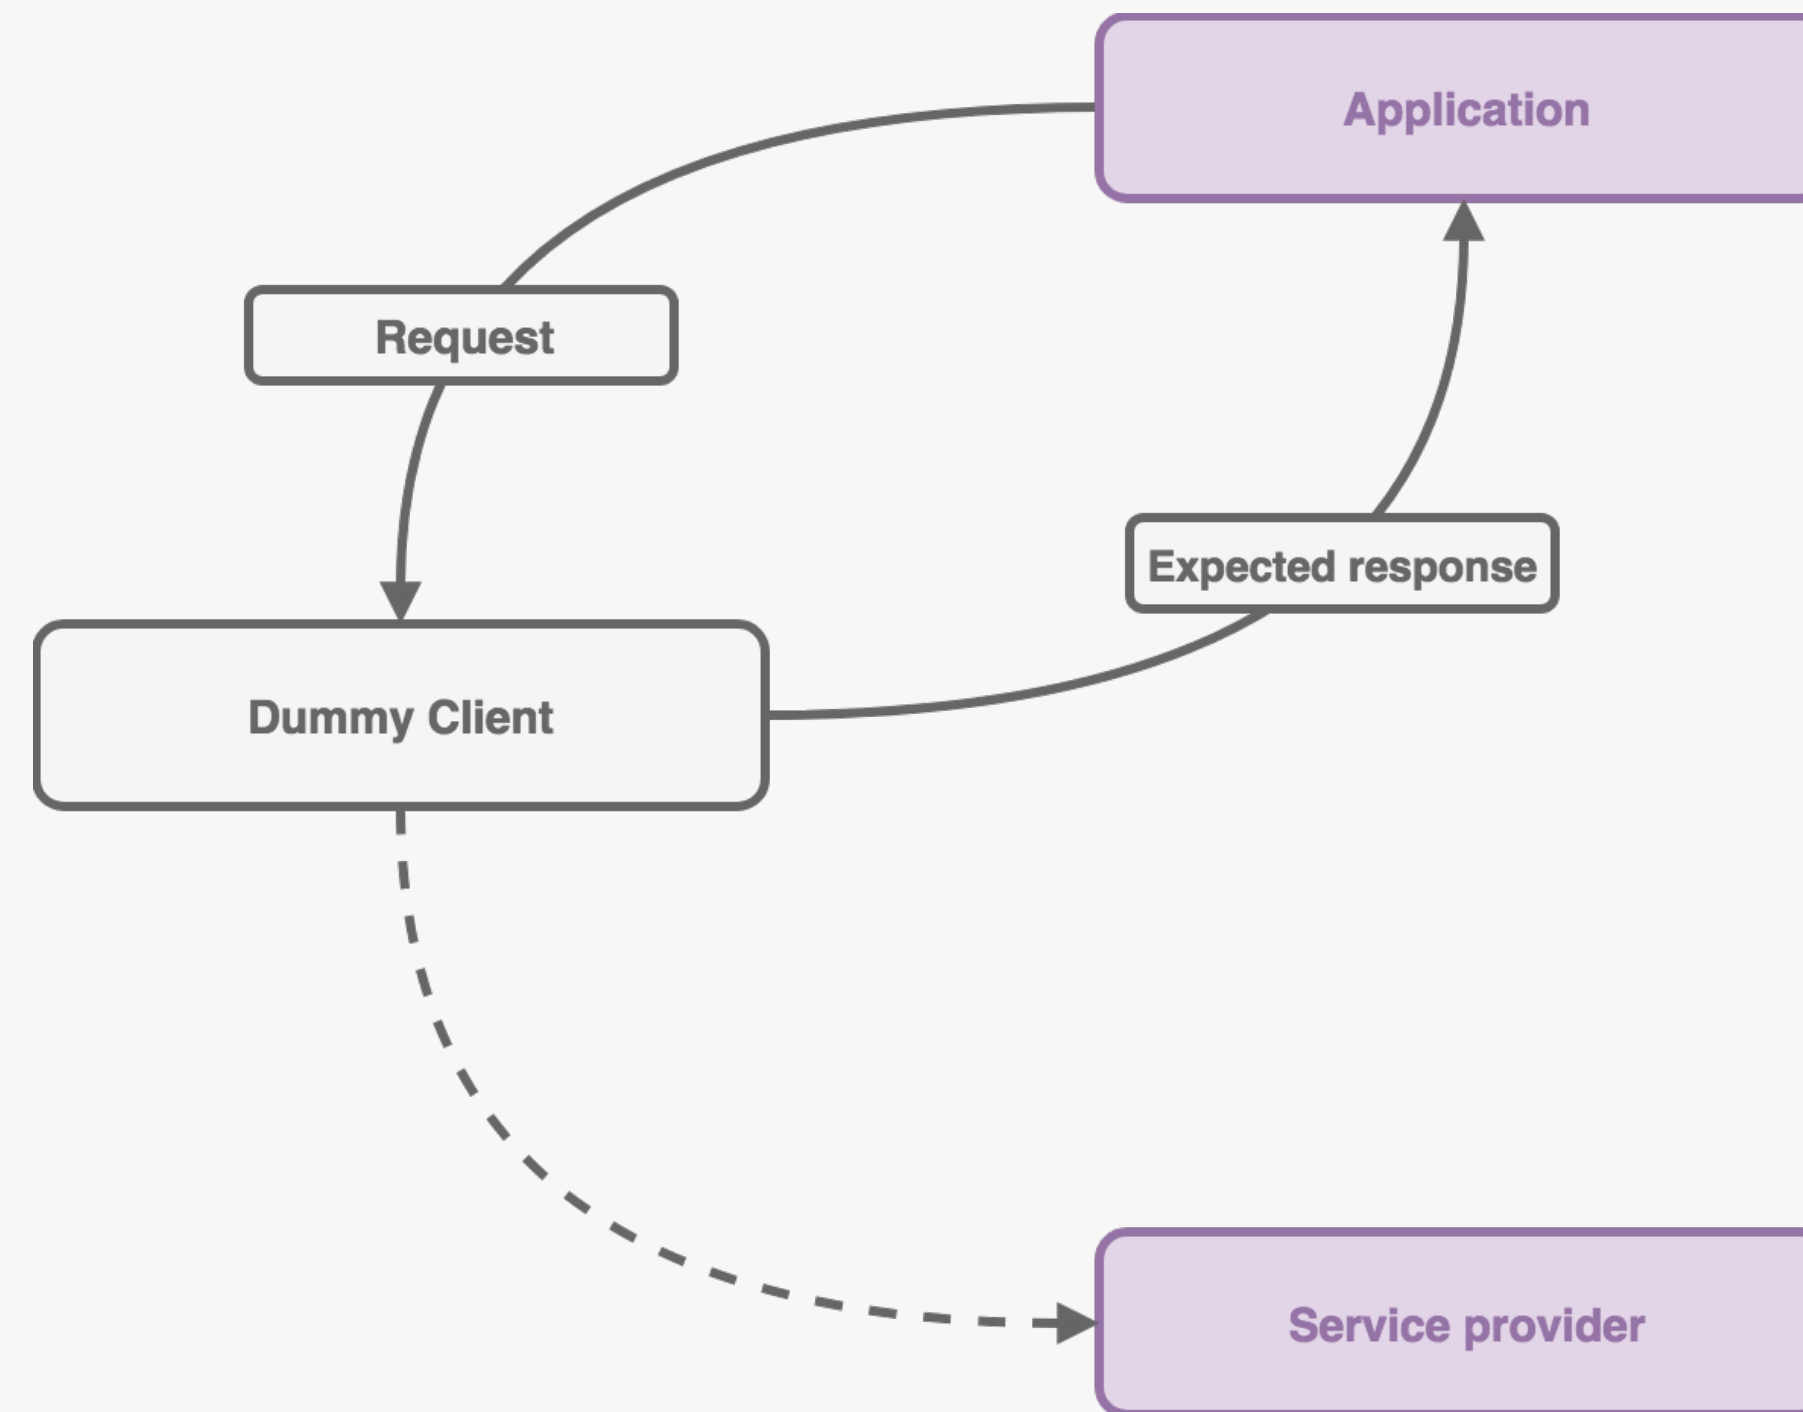 Application
Request
Expected response
Dummy Client
Service provider